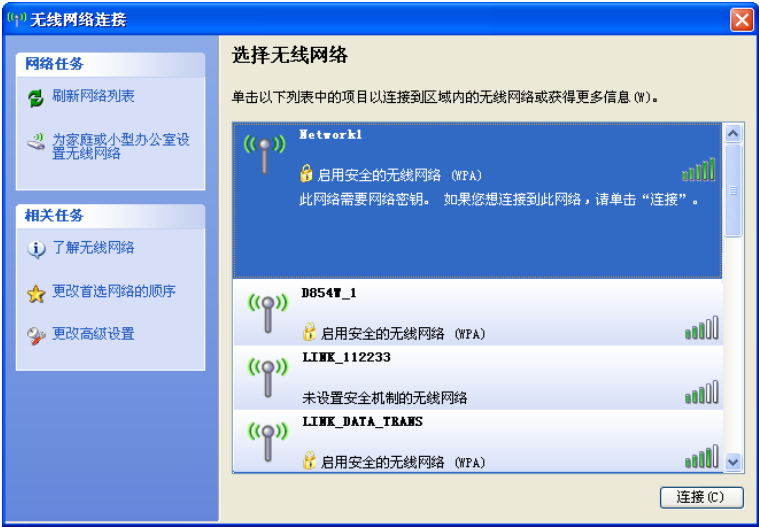 无线网络连接
网络任务
刷新网络列表
为家庭或小型办公室设
置无线网络
相关任务
了解无线网络
更改首选网络的顺序
更改高级设置
选择无线网络
单击以下列表中的项目以连接到区域内的无线网络或获得更多信息(W)。
Network1
启用安全的无线网络 (WPA)
此网络需要网络密钥。 如果您想连接到此网络，请单击“连接”。
D854W_1
启用安全的无线网络 (WPA)
LINK_112233
未设置安全机制的无线网络
LINK_DATA_TRANS
启用安全的无线网络 (WPA)
连接(C)